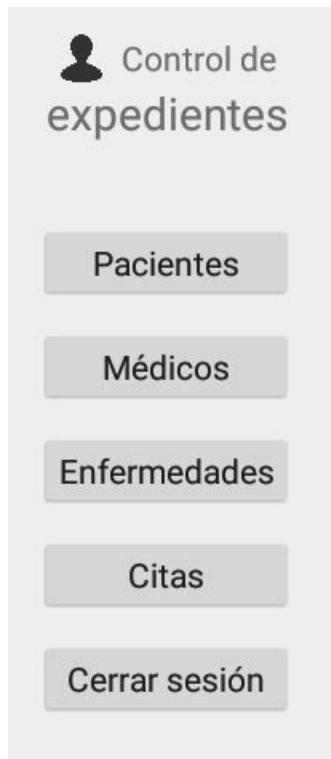 Control de
expedientes
Pacientes
Médicos
Enfermedades
Citas
Cerrar sesión